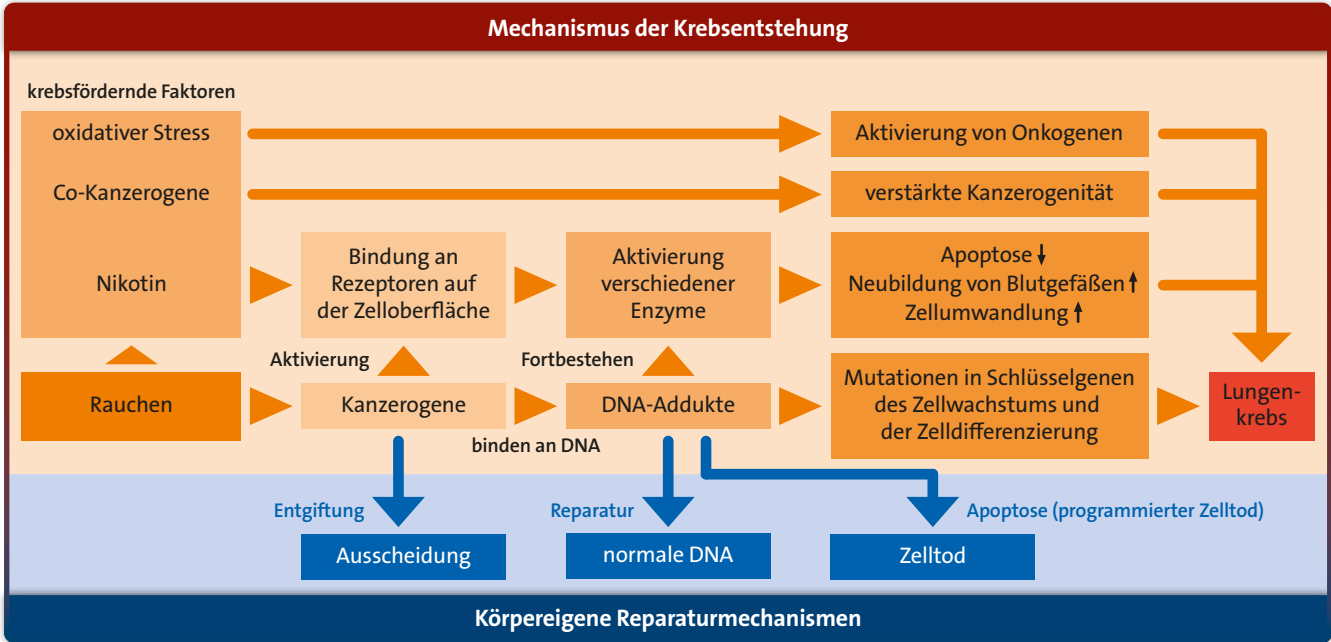 Mechanismus der Krebsentstehung
krebsfördernde Faktoren
oxidativer Stress
Aktivierung von Onkogenen
Co-Kanzerogene
verstärkte Kanzerogenität
Nikotin
Bindung an
Rezeptoren auf
der Zelloberfläche
Aktivierung
verschiedener
Enzyme
Apoptose ↓
Neubildung von Blutgefäßen ↑
Zellumwandlung ↑
Aktivierung
Fortbestehen
Rauchen
Kanzerogene
DNA-Addukte
Mutationen in Schlüsselgenen
des Zellwachstums und
der Zelldifferenzierung
Lungen-
krebs
binden an DNA
Entgiftung
Reparatur
Apoptose (programmierter Zelltod)
Ausscheidung
normale DNA
Zelltod
Körpereigene Reparaturmechanismen